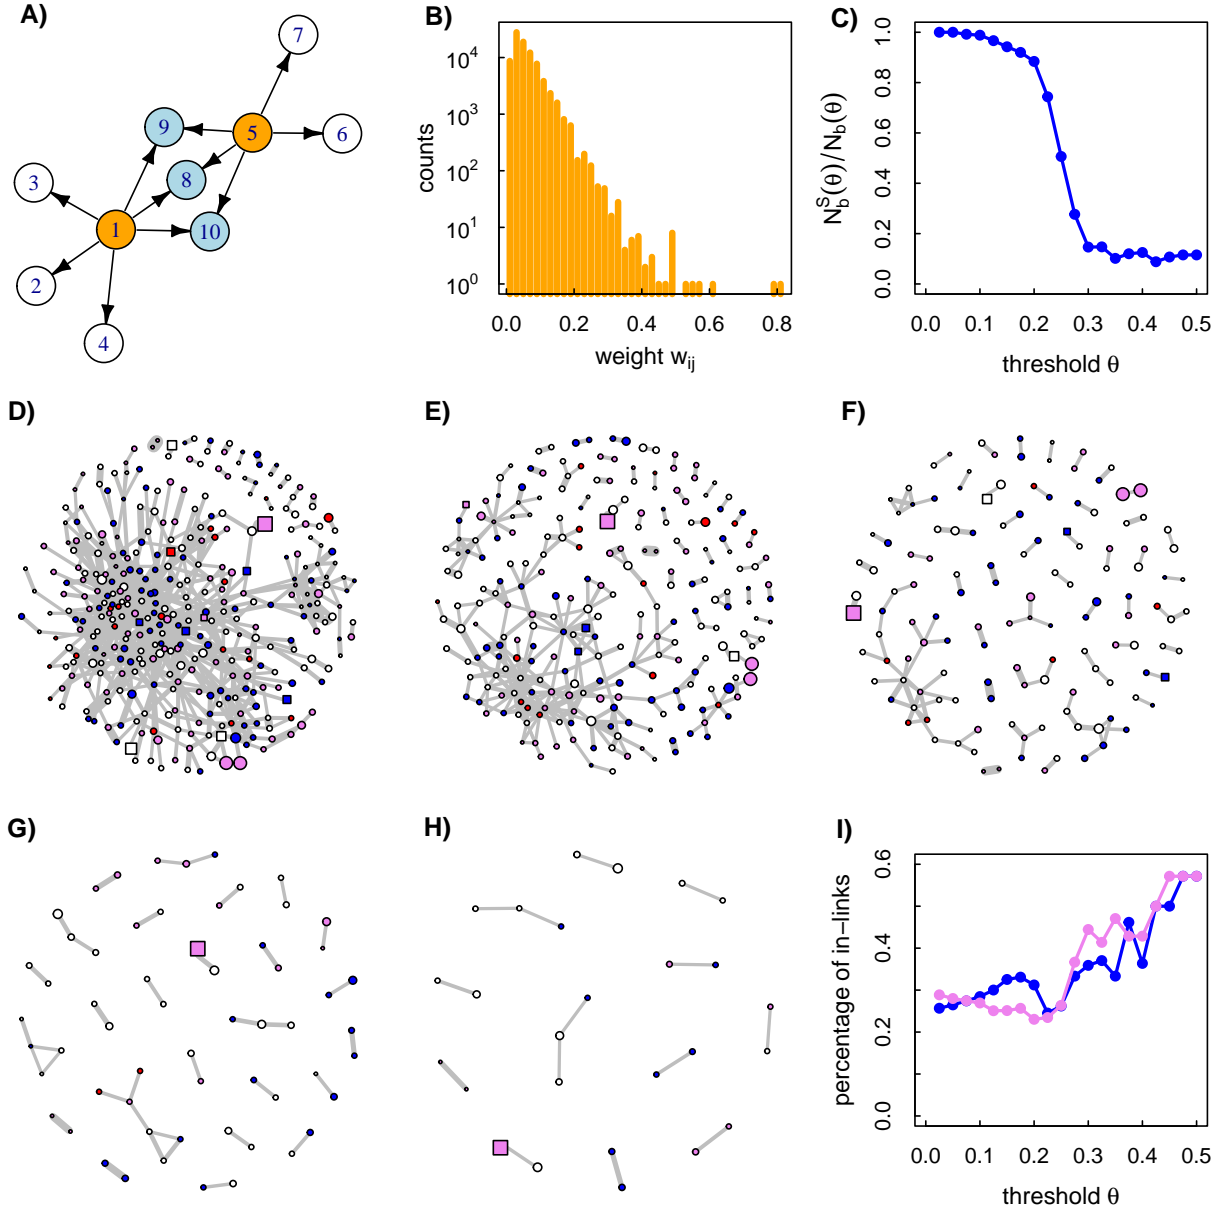 A)
7
9
5
6
8
3
1
10
2
4
B)
counts
10^4
10^3
10^2
10^1
10^0
0.0 0.2 0.4 0.6 0.8
weight w_ij
C)
N_b^S(θ)/N_b(θ)
1.0
0.8
0.6
0.4
0.2
0.0
0.0 0.1 0.2 0.3 0.4 0.5
threshold θ
D)
E)
F)
G)
H)
I)
percentage of in−links
0.6
0.4
0.2
0.0
0.0 0.1 0.2 0.3 0.4 0.5
threshold θ